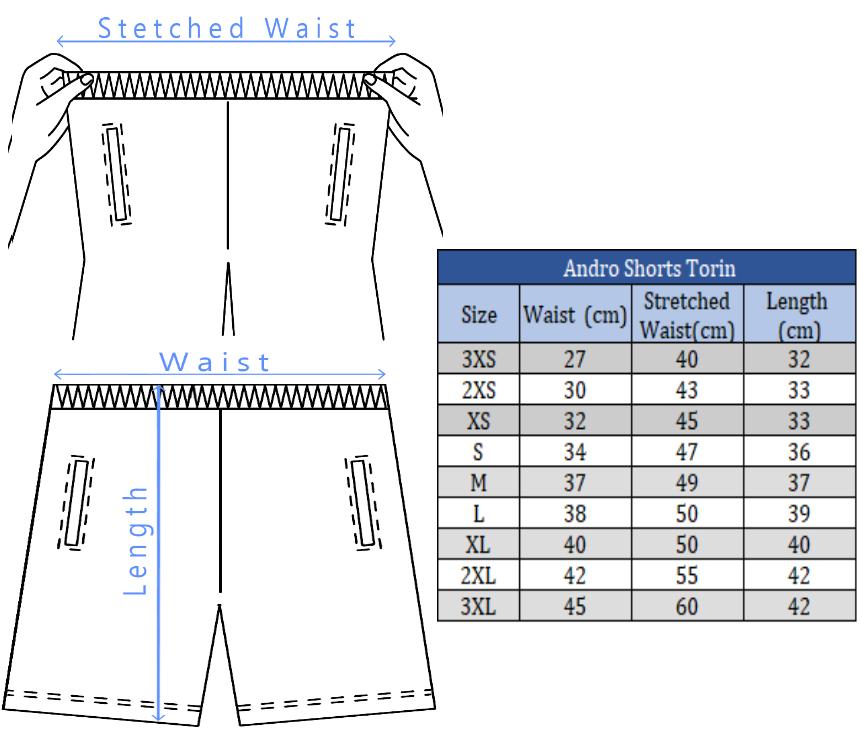 Stetched Waist
Waist
Length
Andro Shorts Torin
Size Waist (cm) Stretched Waist(cm) Length (cm)
3XS 27 40 32
2XS 30 43 33
XS 32 45 33
S 34 47 36
M 37 49 37
L 38 50 39
XL 40 50 40
2XL 42 55 42
3XL 45 60 42